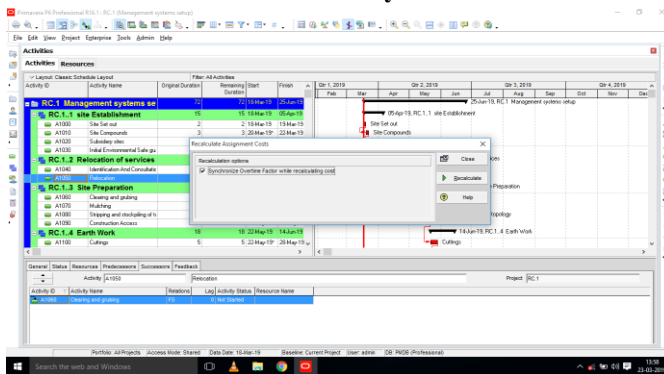 Primavera P6 Professional R16.1 : RC.1 (Management systems setup)
File Edit View Project Enterprise Tools Admin Help
Activities
Activities Resources
Layout: Classic Schedule Layout Filter: All Activities
Activity ID Activity Name Original Duration Remaining Duration Start Finish
Qtr 1, 2019 Qtr 2, 2019 Qtr 3, 2019 Qtr 4, 2019
Feb Mar Apr May Jun Jul Aug Sep Oct Nov Dec
RC.1 Management systems se 72 72 18-Mar-19 25-Jun-19 25-Jun-19, RC.1 Management systems setup
RC.1..1 site Establishment 15 15 18-Mar-19 05-Apr-19 05-Apr-19, RC.1..1 site Establishment
A1000 Site Set out 2 2 18-Mar-19 19-Mar-19 Site Set out
A1010 Site Compounds 3 3 20-Mar-19* 22-Mar-19 Site Compounds
A1020 Subsidery sites
A1030 Initial Environmental Safe gu
RC.1.2 Relocation of services
A1040 Identification And Consultatio
A1050 Relocation
RC.1..3 Site Preparation
A1060 Clearing and grubing
A1070 Mulching
A1080 Stripping and stockpiling of t
A1090 Construction Access
RC.1..4 Earth Work 18 18 22-May-19 14-Jun-19 14-Jun-19, RC.1..4 Earth Work
A1100 Cuttings 5 5 22-May-19* 28-May-19 Cuttings
Recalculate Assignment Costs
Recalculation options
Synchronize Overtime Factor while recalculating cost
Close
Recalculate
Help
General Status Resources Predecessors Successors Feedback
Activity A1050 Relocation Project RC.1
Activity ID Activity Name Relations Lag Activity Status Resource Name
A1060 Clearing and grubing FS 0 Not Started
Portfolio: All Projects Access Mode: Shared Data Date: 18-Mar-19 Baseline: Current Project User: admin DB: PMDB (Professional)
Search the web and Windows
13:58